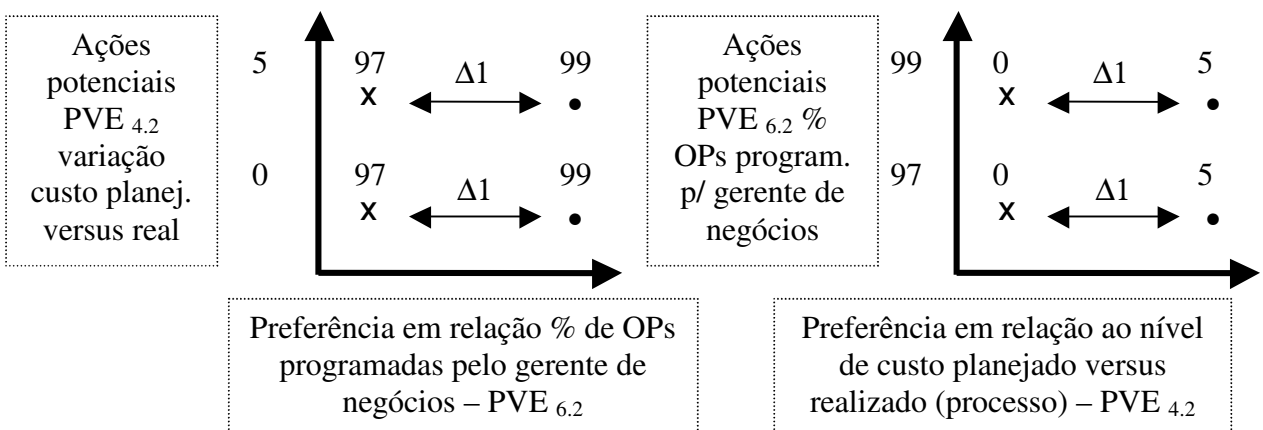 Ações
potenciais
PVE 4.2
variação
custo planej.
versus real
5 97 Δ1 99
x •
0 97 Δ1 99
x •
Preferência em relação % de OPs
programadas pelo gerente de
negócios – PVE 6.2
Ações
potenciais
PVE 6.2 %
OPs program.
p/ gerente de
negócios
99 0 Δ1 5
x •
97 0 Δ1 5
x •
Preferência em relação ao nível
de custo planejado versus
realizado (processo) – PVE 4.2